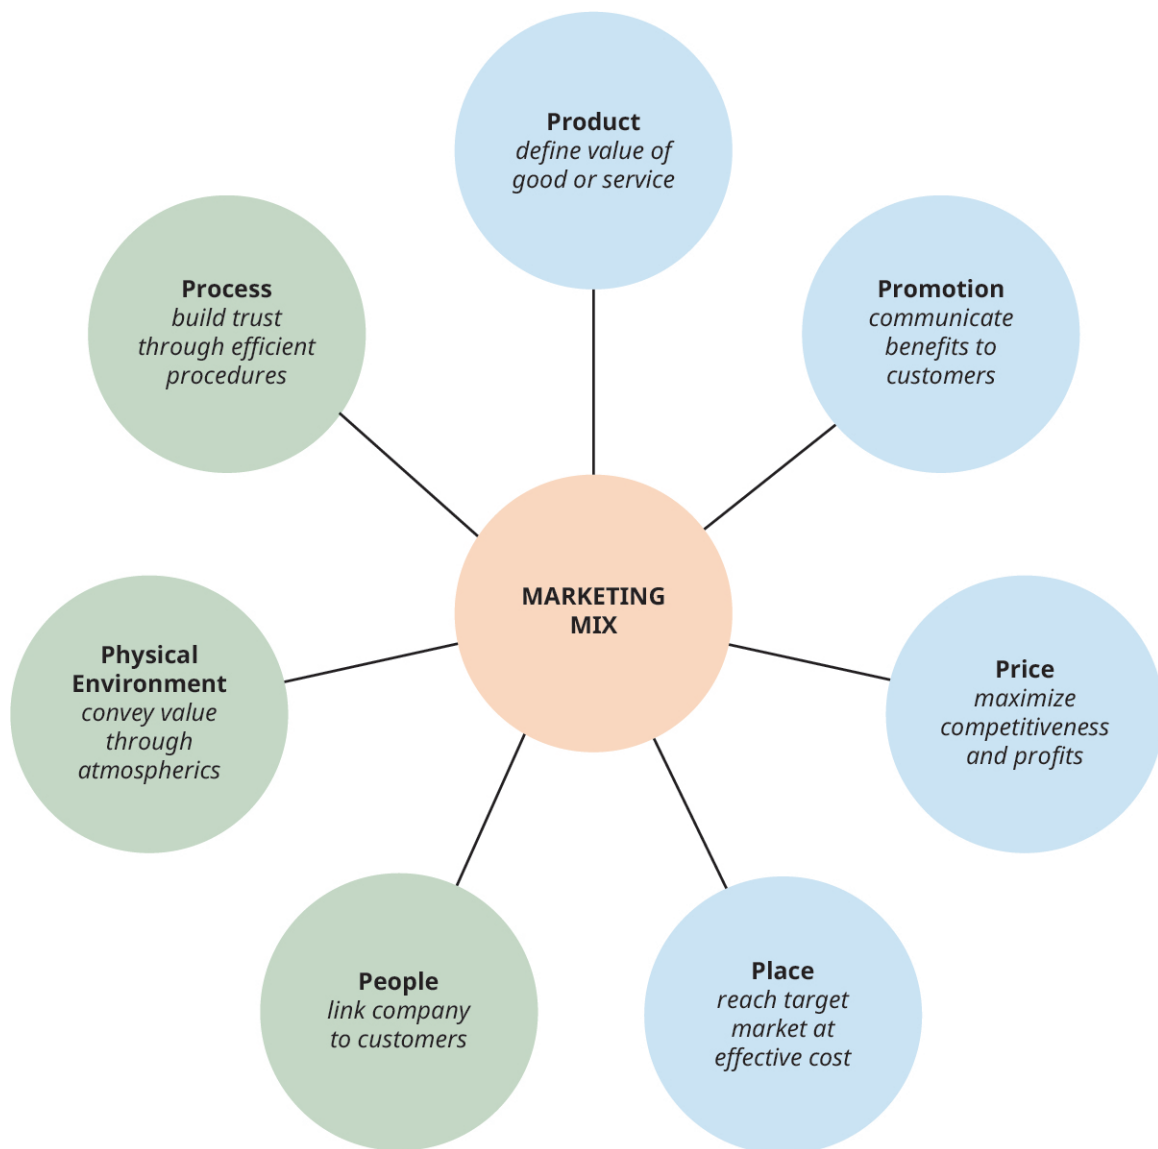 Product
define value of
good or service
Promotion
communicate
benefits to
customers
Price
maximize
competitiveness
and profits
Place
reach target
market at
effective cost
People
link company
to customers
Physical
Environment
convey value
through
atmospherics
Process
build trust
through efficient
procedures
MARKETING
MIX